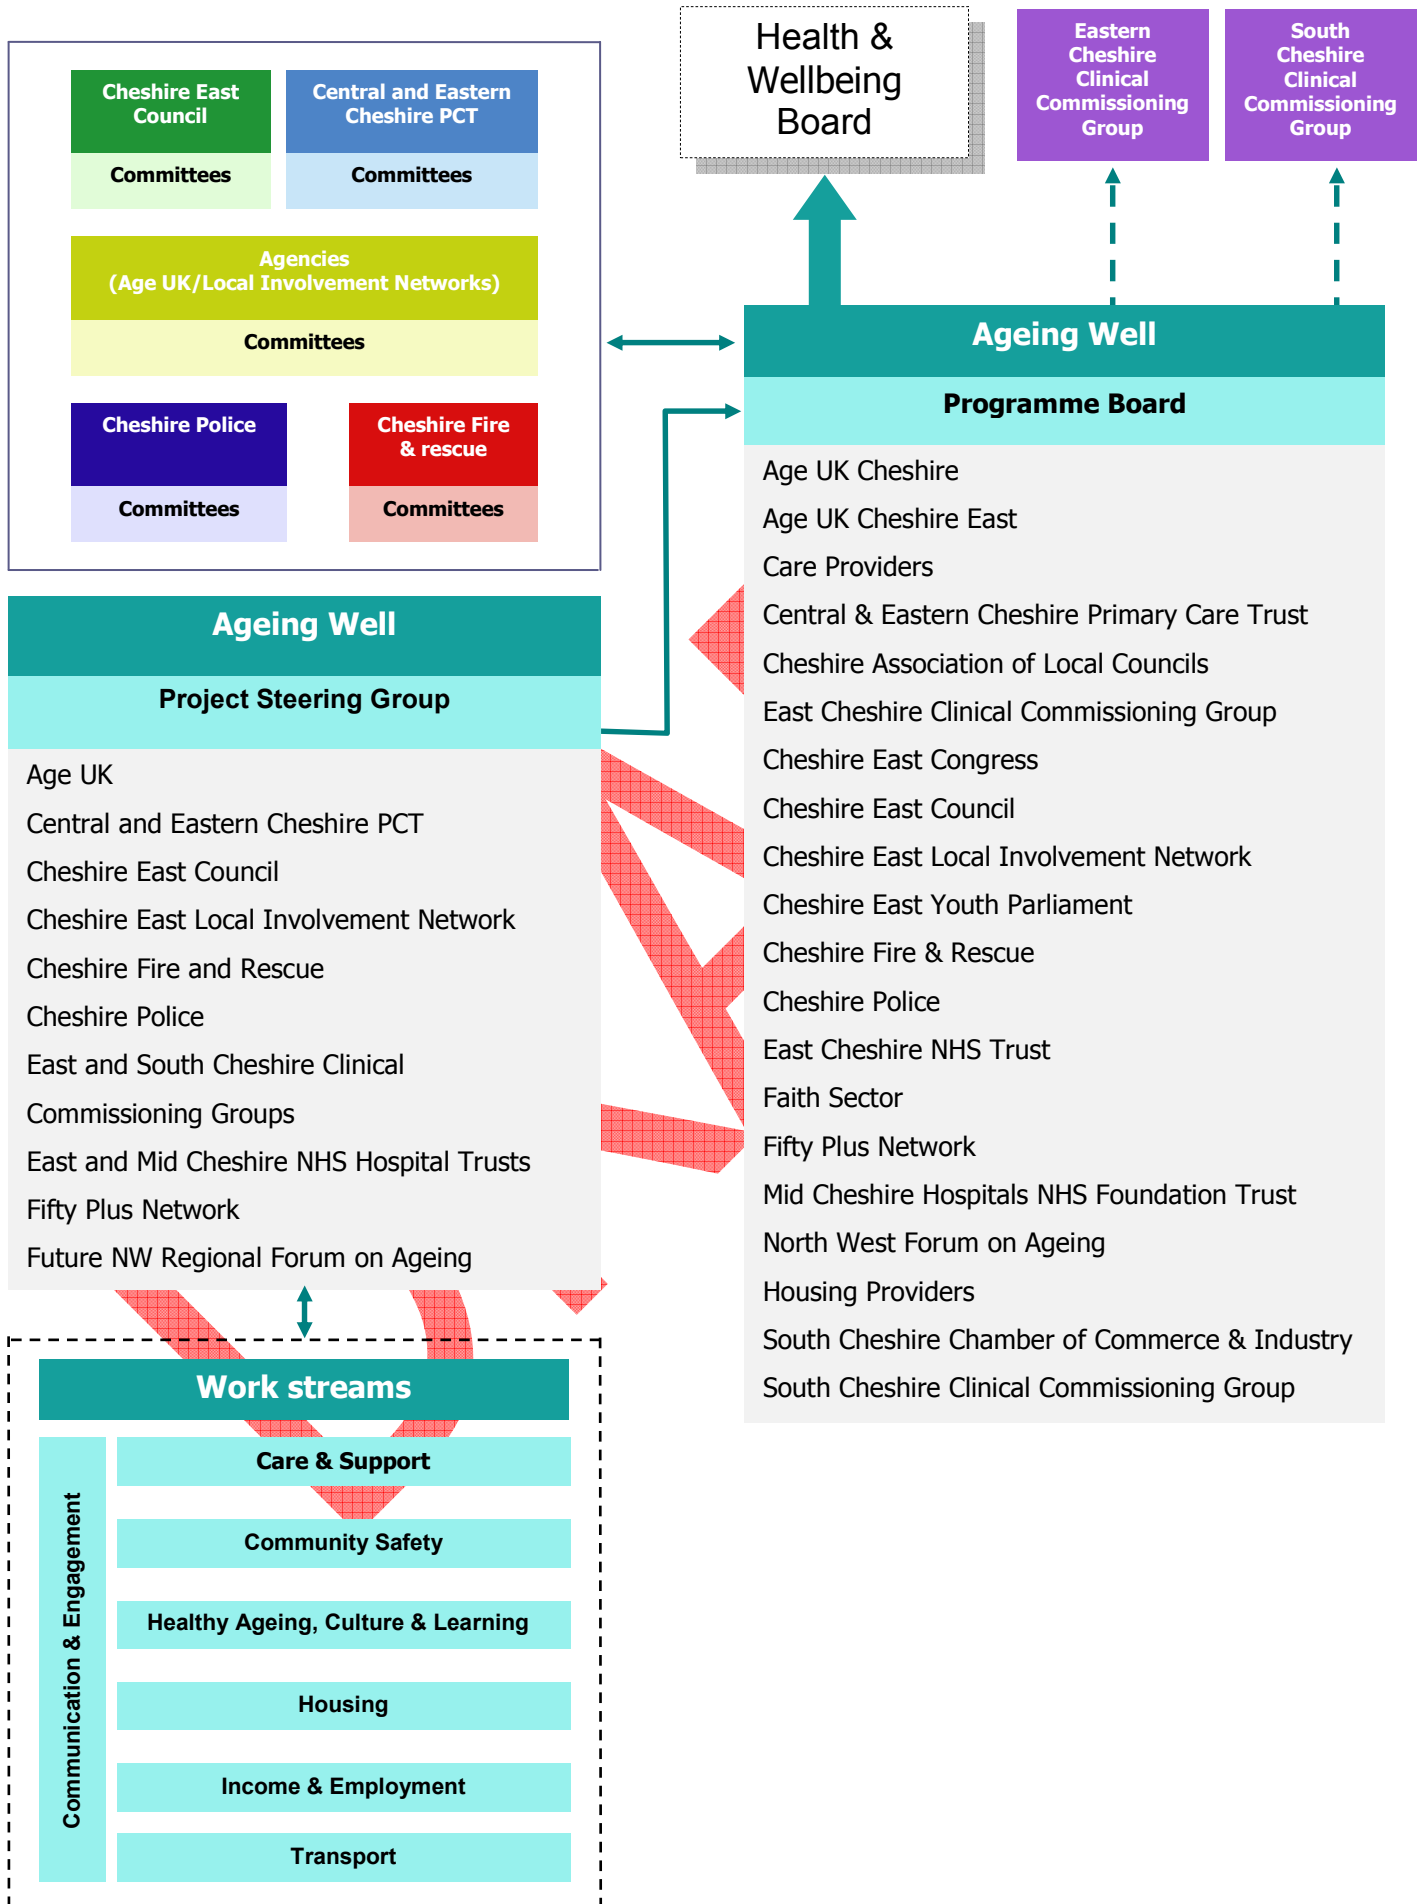 Health &
Wellbeing
Board
Eastern
Cheshire
Clinical
Commissioning
Group
South
Cheshire
Clinical
Commissioning
Group
Cheshire East
Council
Committees
Central and Eastern
Cheshire PCT
Committees
Agencies
(Age UK/Local Involvement Networks)
Committees
Cheshire Police
Committees
Cheshire Fire
& rescue
Committees
Ageing Well
Programme Board
Age UK Cheshire
Age UK Cheshire East
Care Providers
Central & Eastern Cheshire Primary Care Trust
Cheshire Association of Local Councils
East Cheshire Clinical Commissioning Group
Cheshire East Congress
Cheshire East Council
Cheshire East Local Involvement Network
Cheshire East Youth Parliament
Cheshire Fire & Rescue
Cheshire Police
East Cheshire NHS Trust
Faith Sector
Fifty Plus Network
Mid Cheshire Hospitals NHS Foundation Trust
North West Forum on Ageing
Housing Providers
South Cheshire Chamber of Commerce & Industry
South Cheshire Clinical Commissioning Group
Ageing Well
Project Steering Group
Age UK
Central and Eastern Cheshire PCT
Cheshire East Council
Cheshire East Local Involvement Network
Cheshire Fire and Rescue
Cheshire Police
East and South Cheshire Clinical
Commissioning Groups
East and Mid Cheshire NHS Hospital Trusts
Fifty Plus Network
Future NW Regional Forum on Ageing
Work streams
Communication & Engagement
Care & Support
Community Safety
Healthy Ageing, Culture & Learning
Housing
Income & Employment
Transport